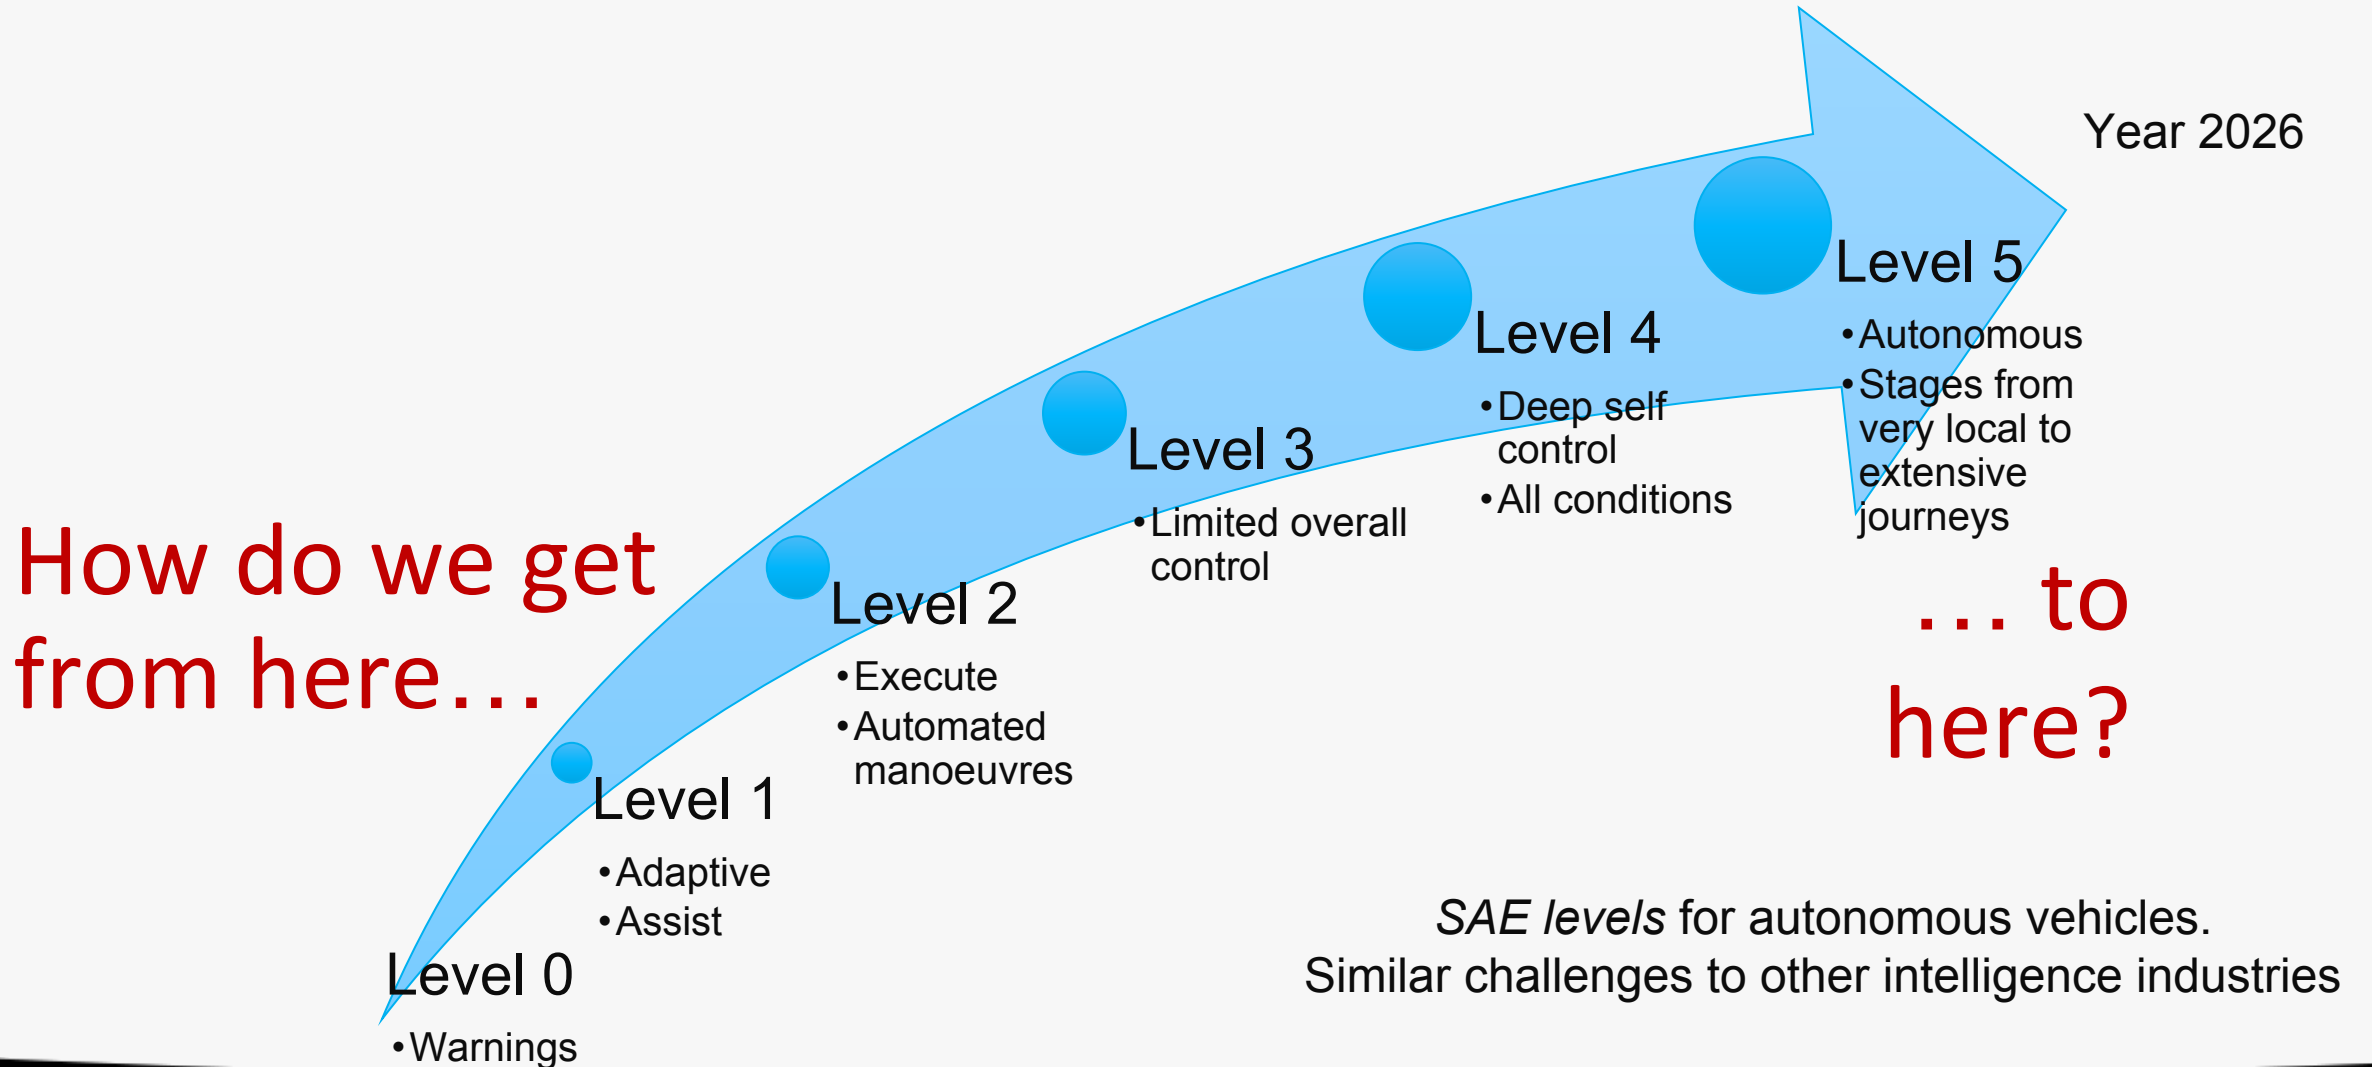 Year 2026
How do we get
from here…
… to
here?
Level 0
•Warnings
Level 1
•Adaptive
•Assist
Level 2
•Execute
•Automated
manoeuvres
Level 3
•Limited overall
control
Level 4
•Deep self
control
•All conditions
Level 5
•Autonomous
•Stages from
very local to
extensive
journeys
SAE levels for autonomous vehicles.
Similar challenges to other intelligence industries